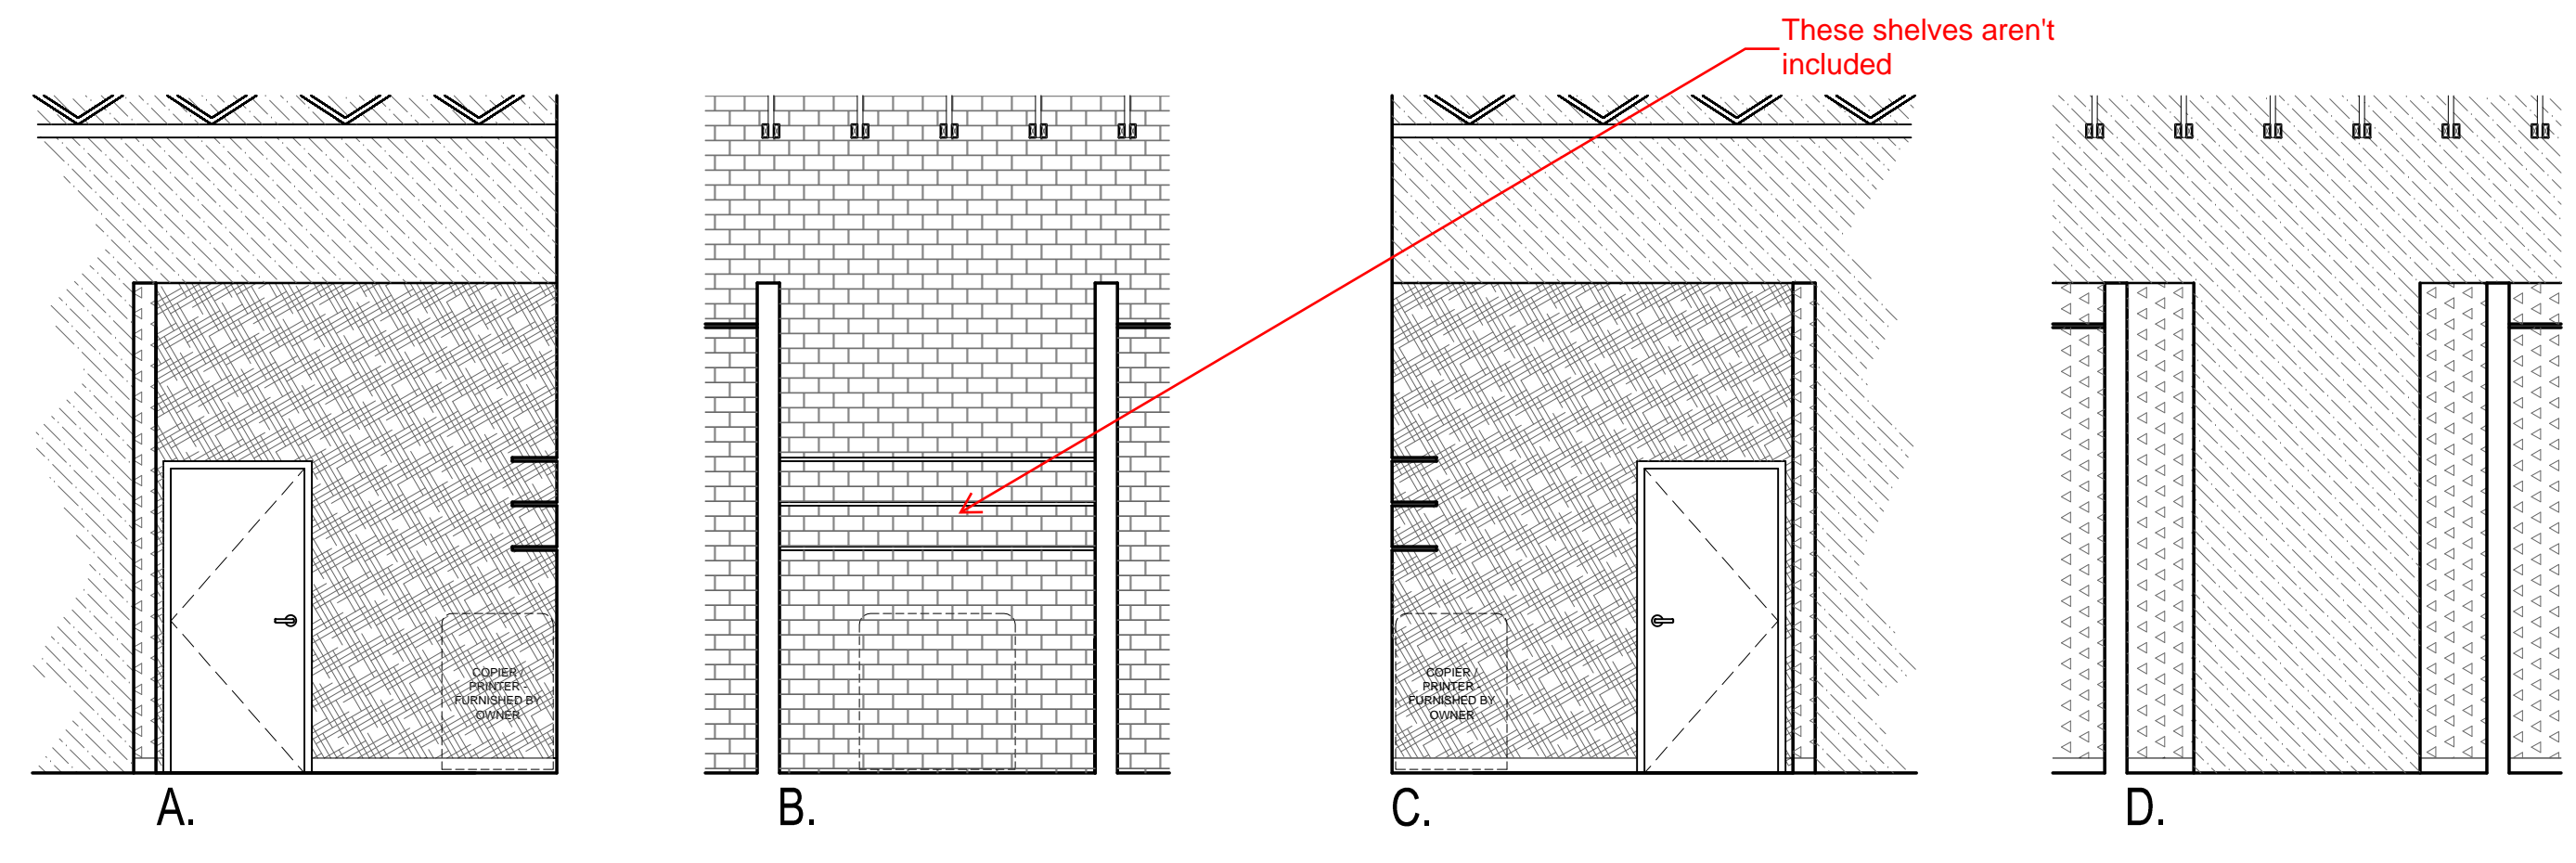 These shelves aren't
included
COPIER /
PRINTER -
FURNISHED BY
OWNER
COPIER /
PRINTER -
FURNISHED BY
OWNER
A.
B.
C.
D.